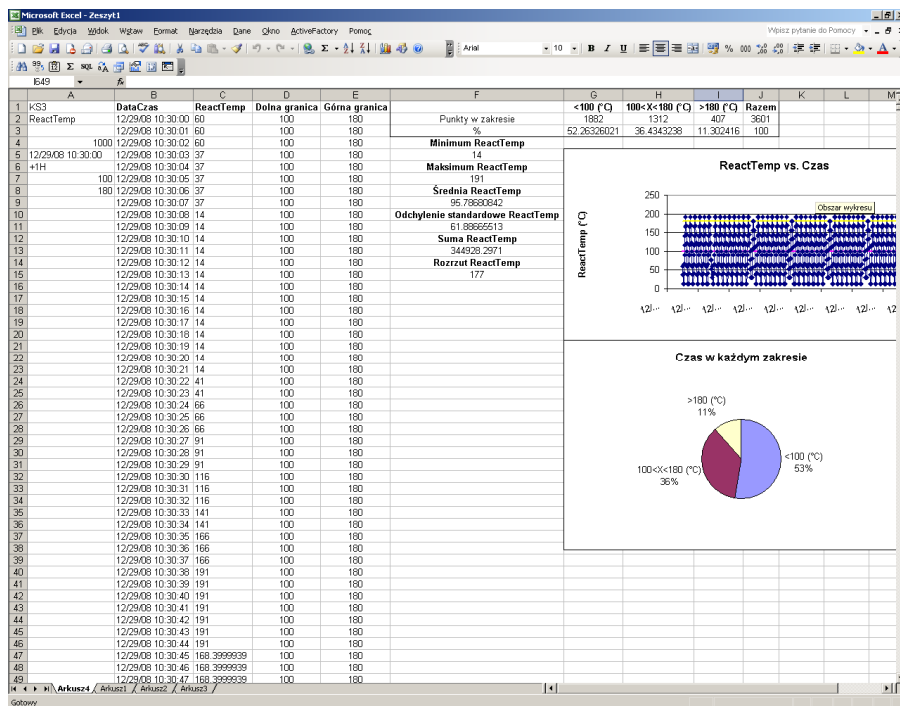 Microsoft Excel - Zeszyt1
Plik Edycja Widok Wstaw Format Narzędzia Dane Okno ActiveFactory Pomoc Wpisz pytanie do Pomocy
Arial 10 B I U % 000
SQL
I649 fx
A B C D E F G H I J K L M
1 KS3 DataCzas ReactTemp Dolna granica Górna granica <100 (°C) 100<X<180 (°C) >180 (°C) Razem
2 ReactTemp 12/29/08 10:30:00 60 100 180 Punkty w zakresie 1882 1312 407 3601
3 12/29/08 10:30:01 60 100 180 % 52.26326021 36.4343238 11.302416 100
4 1000 12/29/08 10:30:02 60 100 180 Minimum ReactTemp
5 12/29/08 10:30:00 12/29/08 10:30:03 37 100 180 14
6 +1H 12/29/08 10:30:04 37 100 180 Maksimum ReactTemp
7 100 12/29/08 10:30:05 37 100 180 191
8 180 12/29/08 10:30:06 37 100 180 Średnia ReactTemp
9 12/29/08 10:30:07 37 100 180 95.78680842
10 12/29/08 10:30:08 14 100 180 Odchylenie standardowe ReactTemp
11 12/29/08 10:30:09 14 100 180 61.88665513
12 12/29/08 10:30:10 14 100 180 Suma ReactTemp
13 12/29/08 10:30:11 14 100 180 344928.2971
14 12/29/08 10:30:12 14 100 180 Rozrzut ReactTemp
15 12/29/08 10:30:13 14 100 180 177
16 12/29/08 10:30:14 14 100 180
17 12/29/08 10:30:15 14 100 180
18 12/29/08 10:30:16 14 100 180
19 12/29/08 10:30:17 14 100 180
20 12/29/08 10:30:18 14 100 180
21 12/29/08 10:30:19 14 100 180
22 12/29/08 10:30:20 14 100 180
23 12/29/08 10:30:21 14 100 180
24 12/29/08 10:30:22 41 100 180
25 12/29/08 10:30:23 41 100 180
26 12/29/08 10:30:24 66 100 180
27 12/29/08 10:30:25 66 100 180
28 12/29/08 10:30:26 66 100 180
29 12/29/08 10:30:27 91 100 180
30 12/29/08 10:30:28 91 100 180
31 12/29/08 10:30:29 91 100 180
32 12/29/08 10:30:30 116 100 180
33 12/29/08 10:30:31 116 100 180
34 12/29/08 10:30:32 116 100 180
35 12/29/08 10:30:33 141 100 180
36 12/29/08 10:30:34 141 100 180
37 12/29/08 10:30:35 166 100 180
38 12/29/08 10:30:36 166 100 180
39 12/29/08 10:30:37 166 100 180
40 12/29/08 10:30:38 191 100 180
41 12/29/08 10:30:39 191 100 180
42 12/29/08 10:30:40 191 100 180
43 12/29/08 10:30:41 191 100 180
44 12/29/08 10:30:42 191 100 180
45 12/29/08 10:30:43 191 100 180
46 12/29/08 10:30:44 191 100 180
47 12/29/08 10:30:45 168.3999939 100 180
48 12/29/08 10:30:46 168.3999939 100 180
49 12/29/08 10:30:47 168.3999939 100 180
ReactTemp vs. Czas
ReactTemp (°C)
250
200
150
100
50
0
Obszar wykresu
12/... 12/... 12/... 12/... 12/... 12/... 12/... 12/... 12
Czas w każdym zakresie
>180 (°C)
11%
<100 (°C)
53%
100<X<180 (°C)
36%
Arkusz4 Arkusz1 Arkusz2 Arkusz3
Gotowy